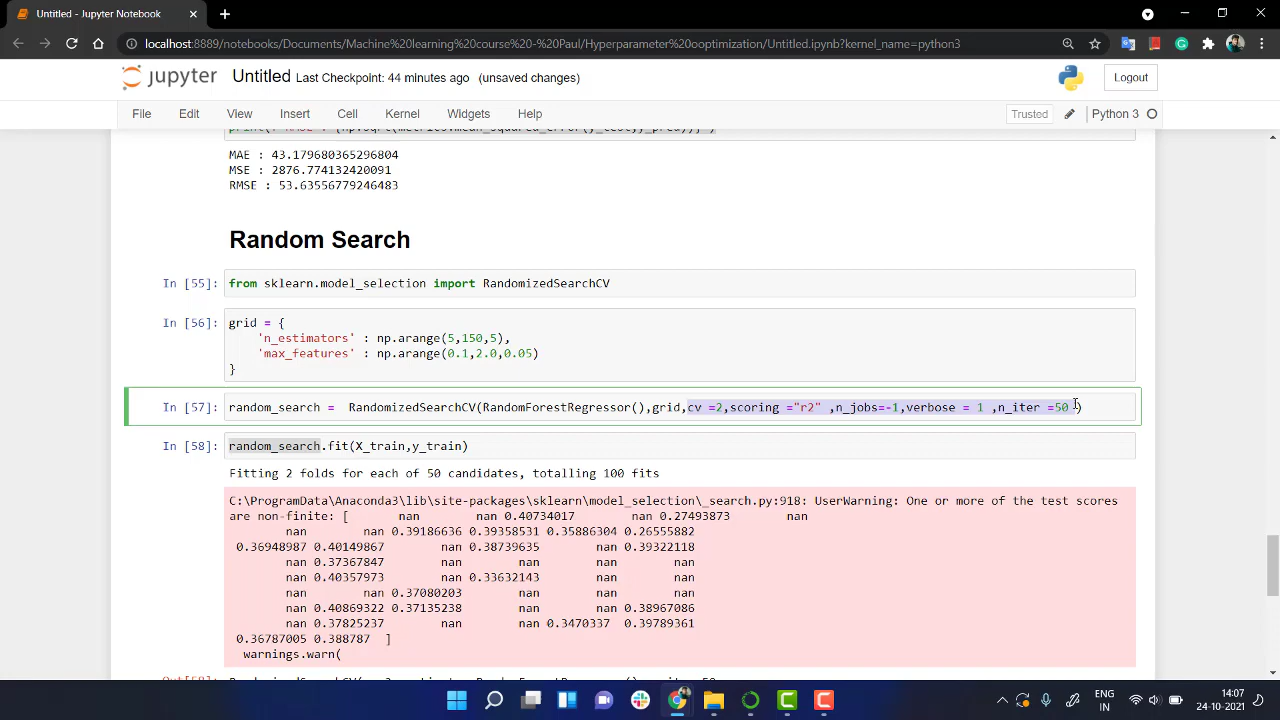 Untitled - Jupyter Notebook
localhost:8889/notebooks/Documents/Machine%20learning%20course%20-%20Paul/Hyperparameter%20ooptimization/Untitled.ipynb?kernel_name=python3
jupyter Untitled Last Checkpoint: 44 minutes ago (unsaved changes) Logout
File Edit View Insert Cell Kernel Widgets Help Trusted Python 3
MAE : 43.179680365296804
MSE : 2876.774132420091
RMSE : 53.63556779246483
Random Search
In [55]: from sklearn.model_selection import RandomizedSearchCV
In [56]: grid = {
'n_estimators' : np.arange(5,150,5),
'max_features' : np.arange(0.1,2.0,0.05)
}
In [57]: random_search = RandomizedSearchCV(RandomForestRegressor(),grid,cv =2,scoring ="r2" ,n_jobs=-1,verbose = 1 ,n_iter =50 )
In [58]: random_search.fit(X_train,y_train)
Fitting 2 folds for each of 50 candidates, totalling 100 fits
C:\ProgramData\Anaconda3\lib\site-packages\sklearn\model_selection\_search.py:918: UserWarning: One or more of the test scores
are non-finite: [ nan nan 0.40734017 nan 0.27493873 nan
nan nan 0.39186636 0.39358531 0.35886304 0.26555882
0.36948987 0.40149867 nan 0.38739635 nan 0.39322118
nan 0.37367847 nan nan nan nan
nan 0.40357973 nan 0.33632143 nan nan
nan nan 0.37080203 nan nan nan
nan 0.40869322 0.37135238 nan nan 0.38967086
nan 0.37825237 nan nan 0.3470337 0.39789361
0.36787005 0.388787 ]
warnings.warn(
ENG
IN
14:07
24-10-2021